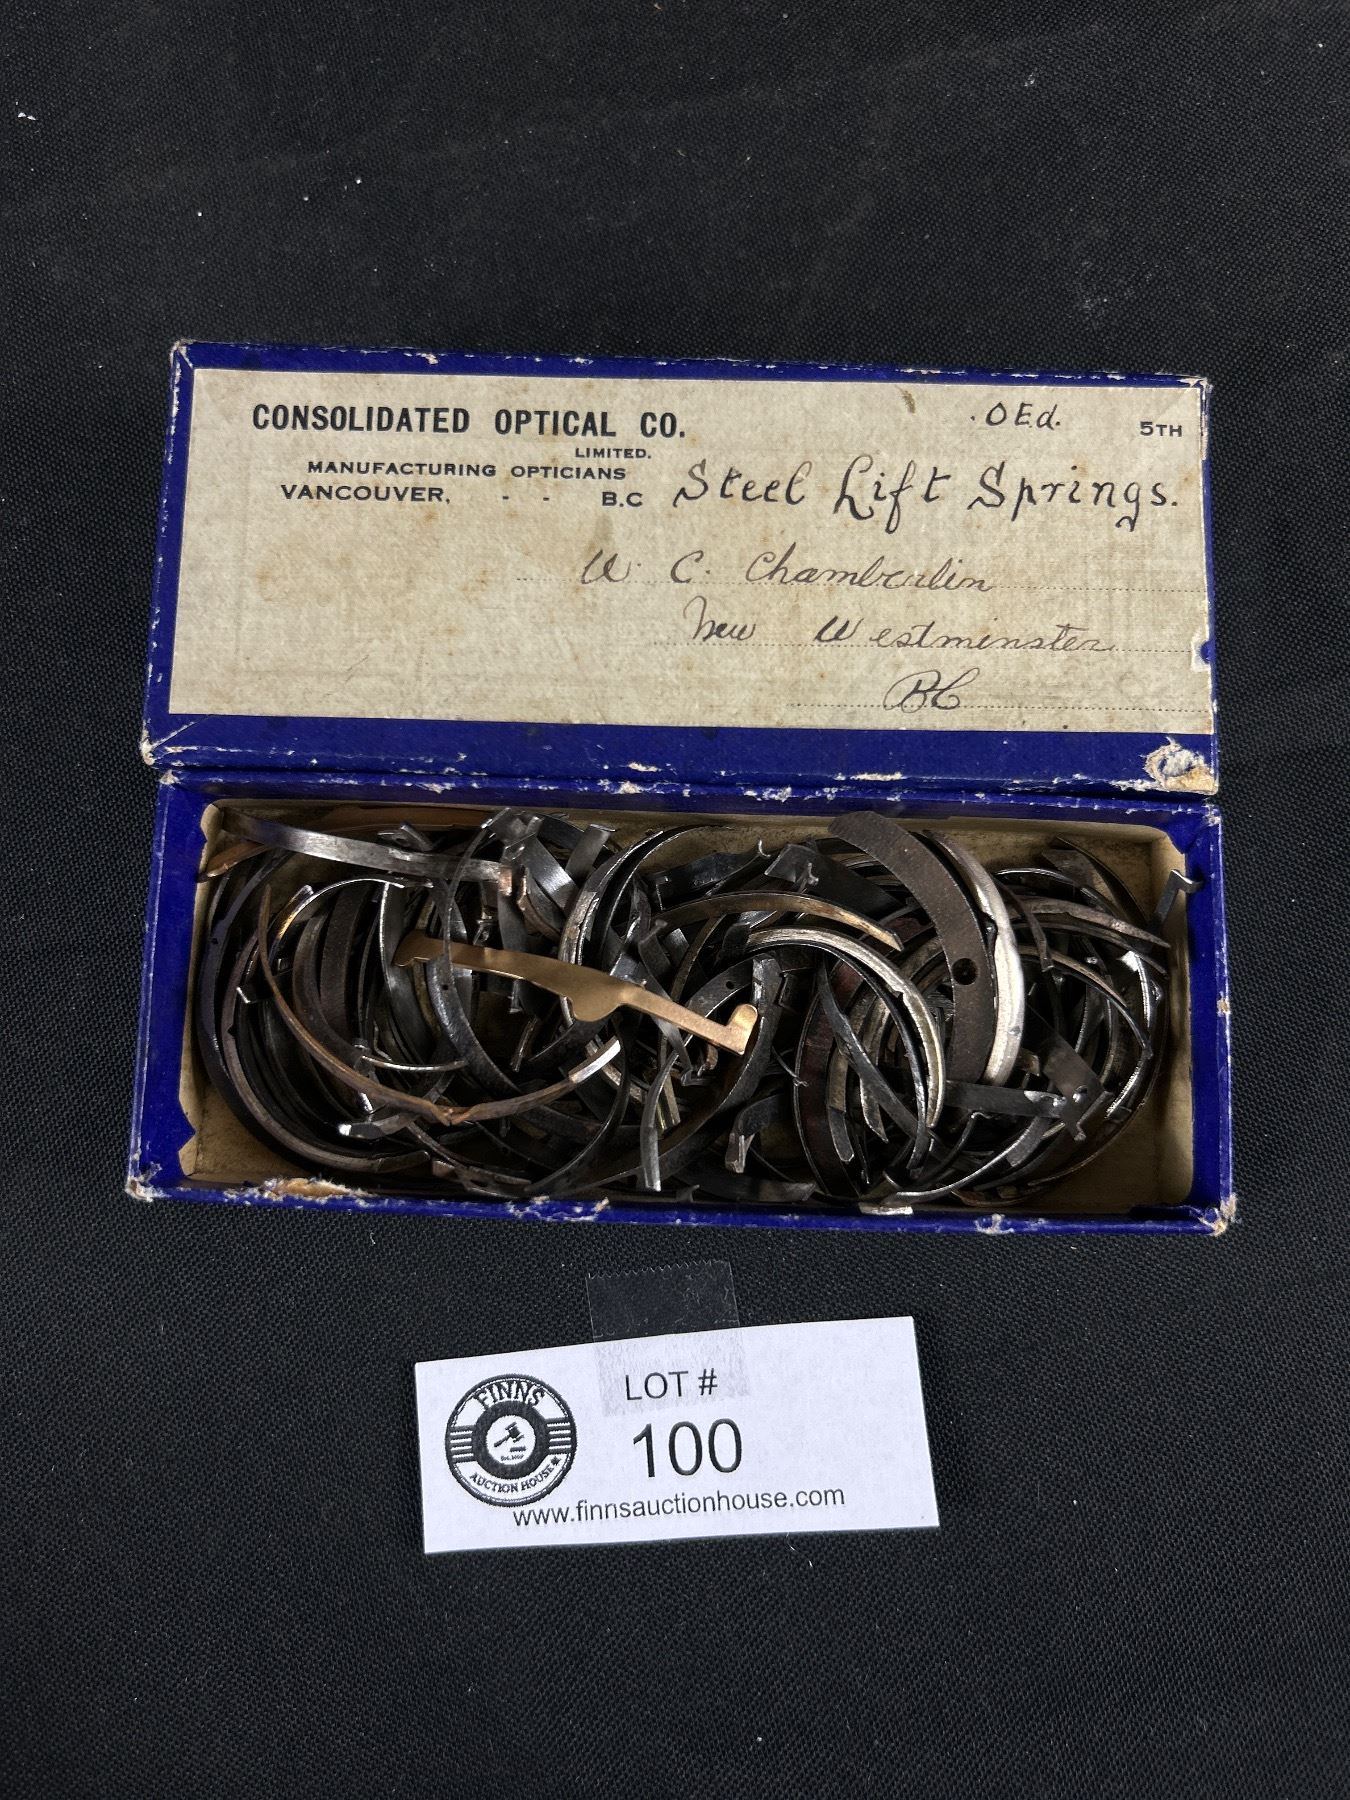 CONSOLIDATED OPTICAL CO.
LIMITED.
MANUFACTURING OPTICIANS
VANCOUVER, - - B.C
. O Ed. 5TH
Steel Lift Springs.
W. C. Chamberlin
New Westminster
BC
FINNS
AUCTION HOUSE
LOT #
100
www.finnsauctionhouse.com